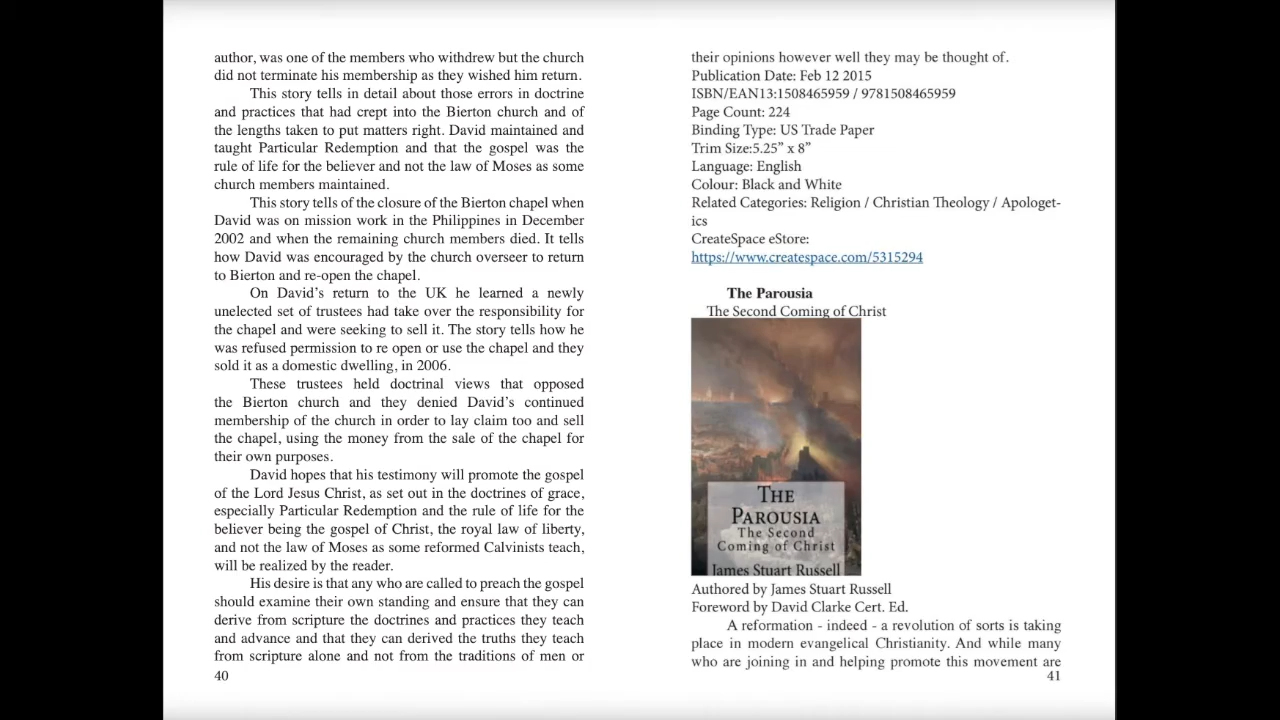 author, was one of the members who withdrew but the church
did not terminate his membership as they wished him return.
This story tells in detail about those errors in doctrine
and practices that had crept into the Bierton church and of
the lengths taken to put matters right. David maintained and
taught Particular Redemption and that the gospel was the
rule of life for the believer and not the law of Moses as some
church members maintained.
This story tells of the closure of the Bierton chapel when
David was on mission work in the Philippines in December
2002 and when the remaining church members died. It tells
how David was encouraged by the church overseer to return
to Bierton and re-open the chapel.
On David’s return to the UK he learned a newly
unelected set of trustees had take over the responsibility for
the chapel and were seeking to sell it. The story tells how he
was refused permission to re open or use the chapel and they
sold it as a domestic dwelling, in 2006.
These trustees held doctrinal views that opposed
the Bierton church and they denied David’s continued
membership of the church in order to lay claim too and sell
the chapel, using the money from the sale of the chapel for
their own purposes.
David hopes that his testimony will promote the gospel
of the Lord Jesus Christ, as set out in the doctrines of grace,
especially Particular Redemption and the rule of life for the
believer being the gospel of Christ, the royal law of liberty,
and not the law of Moses as some reformed Calvinists teach,
will be realized by the reader.
His desire is that any who are called to preach the gospel
should examine their own standing and ensure that they can
derive from scripture the doctrines and practices they teach
and advance and that they can derived the truths they teach
from scripture alone and not from the traditions of men or
40
their opinions however well they may be thought of.
Publication Date: Feb 12 2015
ISBN/EAN13:1508465959 / 9781508465959
Page Count: 224
Binding Type: US Trade Paper
Trim Size:5.25” x 8”
Language: English
Colour: Black and White
Related Categories: Religion / Christian Theology / Apologet-
ics
CreateSpace eStore:
https://www.createspace.com/5315294
The Parousia
The Second Coming of Christ
THE
PAROUSIA
The Second
Coming of Christ
James Stuart Russell
Authored by James Stuart Russell
Foreword by David Clarke Cert. Ed.
A reformation - indeed - a revolution of sorts is taking
place in modern evangelical Christianity. And while many
who are joining in and helping promote this movement are
41